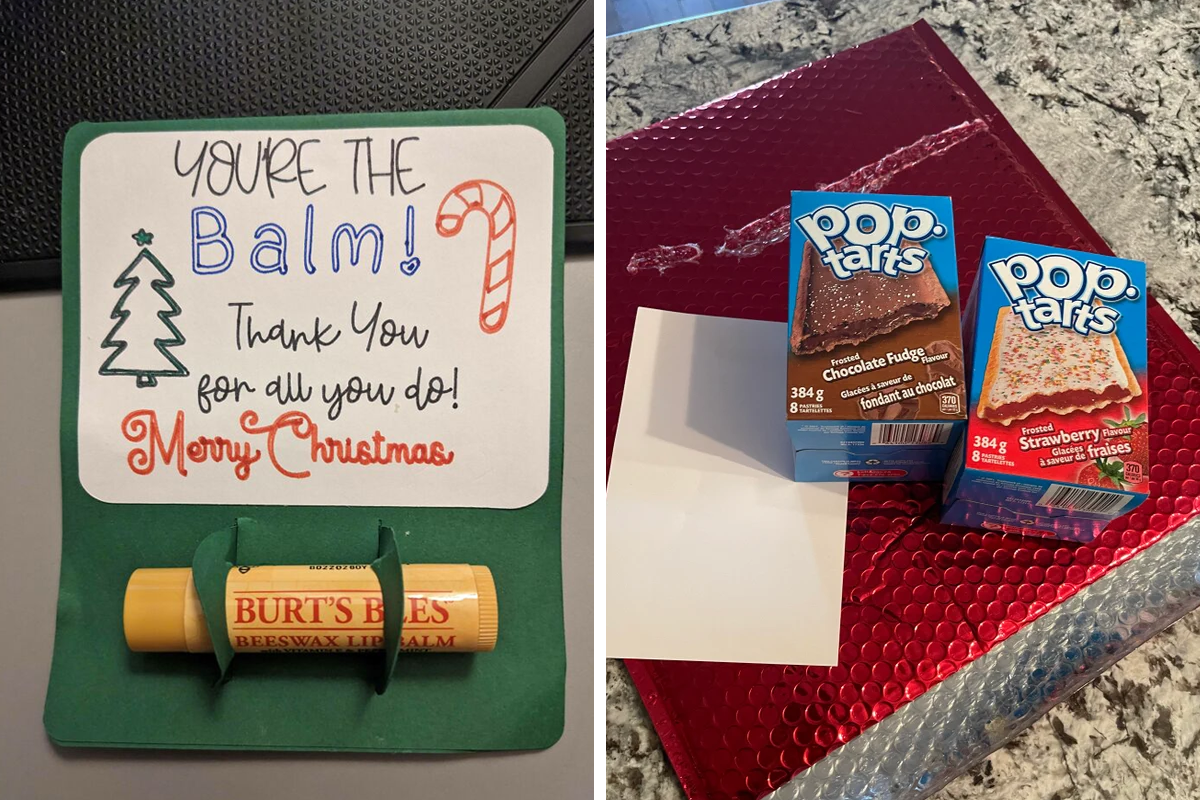 YOU'RE THE
Balm!
Thank You
for all you do!
Merry Christmas
BURT'S BEES
BEESWAX LIP BALM
POP.
tarts
Frosted
Chocolate Fudge Flavour
Glacées à saveur de
fondant au chocolat
384 g
8 PASTRIES
TARTELETTES
370
POP.
tarts
Frosted
Strawberry Flavour
Glacées
à saveur de fraises
384 g
8 PASTRIES
TARTELETTES
370